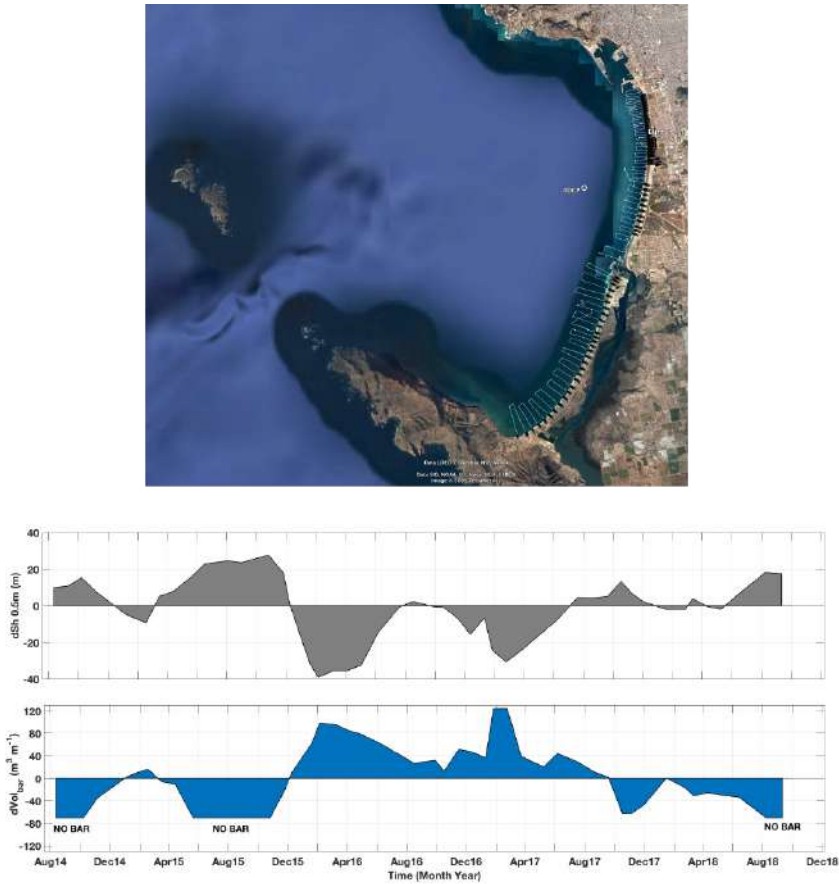 40
20
0
-20
-40
dSh 0.5m (m)
120
80
40
0
-40
-80
-120
dVol_bar (m³ m⁻¹)
NO BAR NO BAR NO BAR
Aug14 Dec14 Apr15 Aug15 Dec15 Apr16 Aug16 Dec16 Apr17 Aug17 Dec17 Apr18 Aug18 Dec18
Time (Month Year)